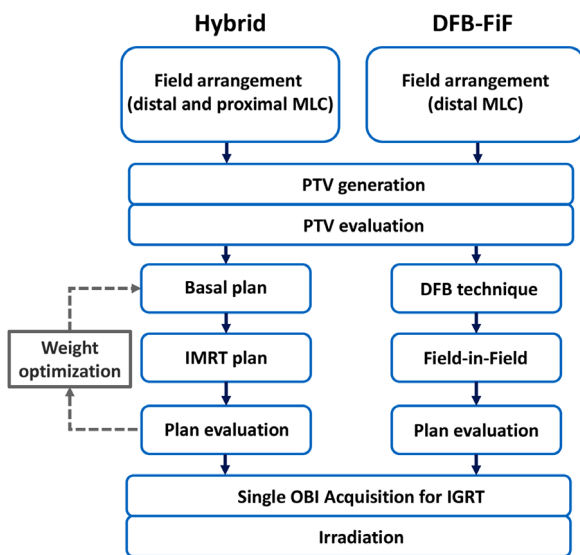 Hybrid
DFB-FiF
Field arrangement
(distal and proximal MLC)
Field arrangement
(distal MLC)
PTV generation
PTV evaluation
Basal plan
DFB technique
Weight
optimization
IMRT plan
Field-in-Field
Plan evaluation
Plan evaluation
Single OBI Acquisition for IGRT
Irradiation